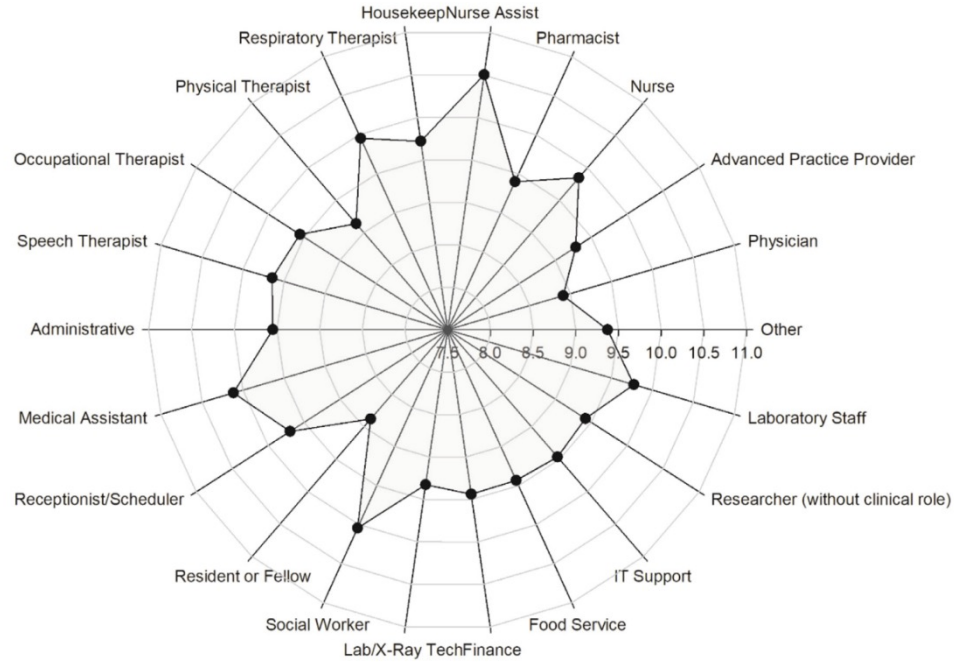 HousekeepNurse Assist
Respiratory Therapist
Pharmacist
Physical Therapist
Nurse
Occupational Therapist
Advanced Practice Provider
Speech Therapist
Physician
Administrative
Other
7.5 8.0 8.5 9.0 9.5 10.0 10.5 11.0
Medical Assistant
Laboratory Staff
Receptionist/Scheduler
Researcher (without clinical role)
Resident or Fellow
IT Support
Social Worker
Food Service
Lab/X-Ray TechFinance